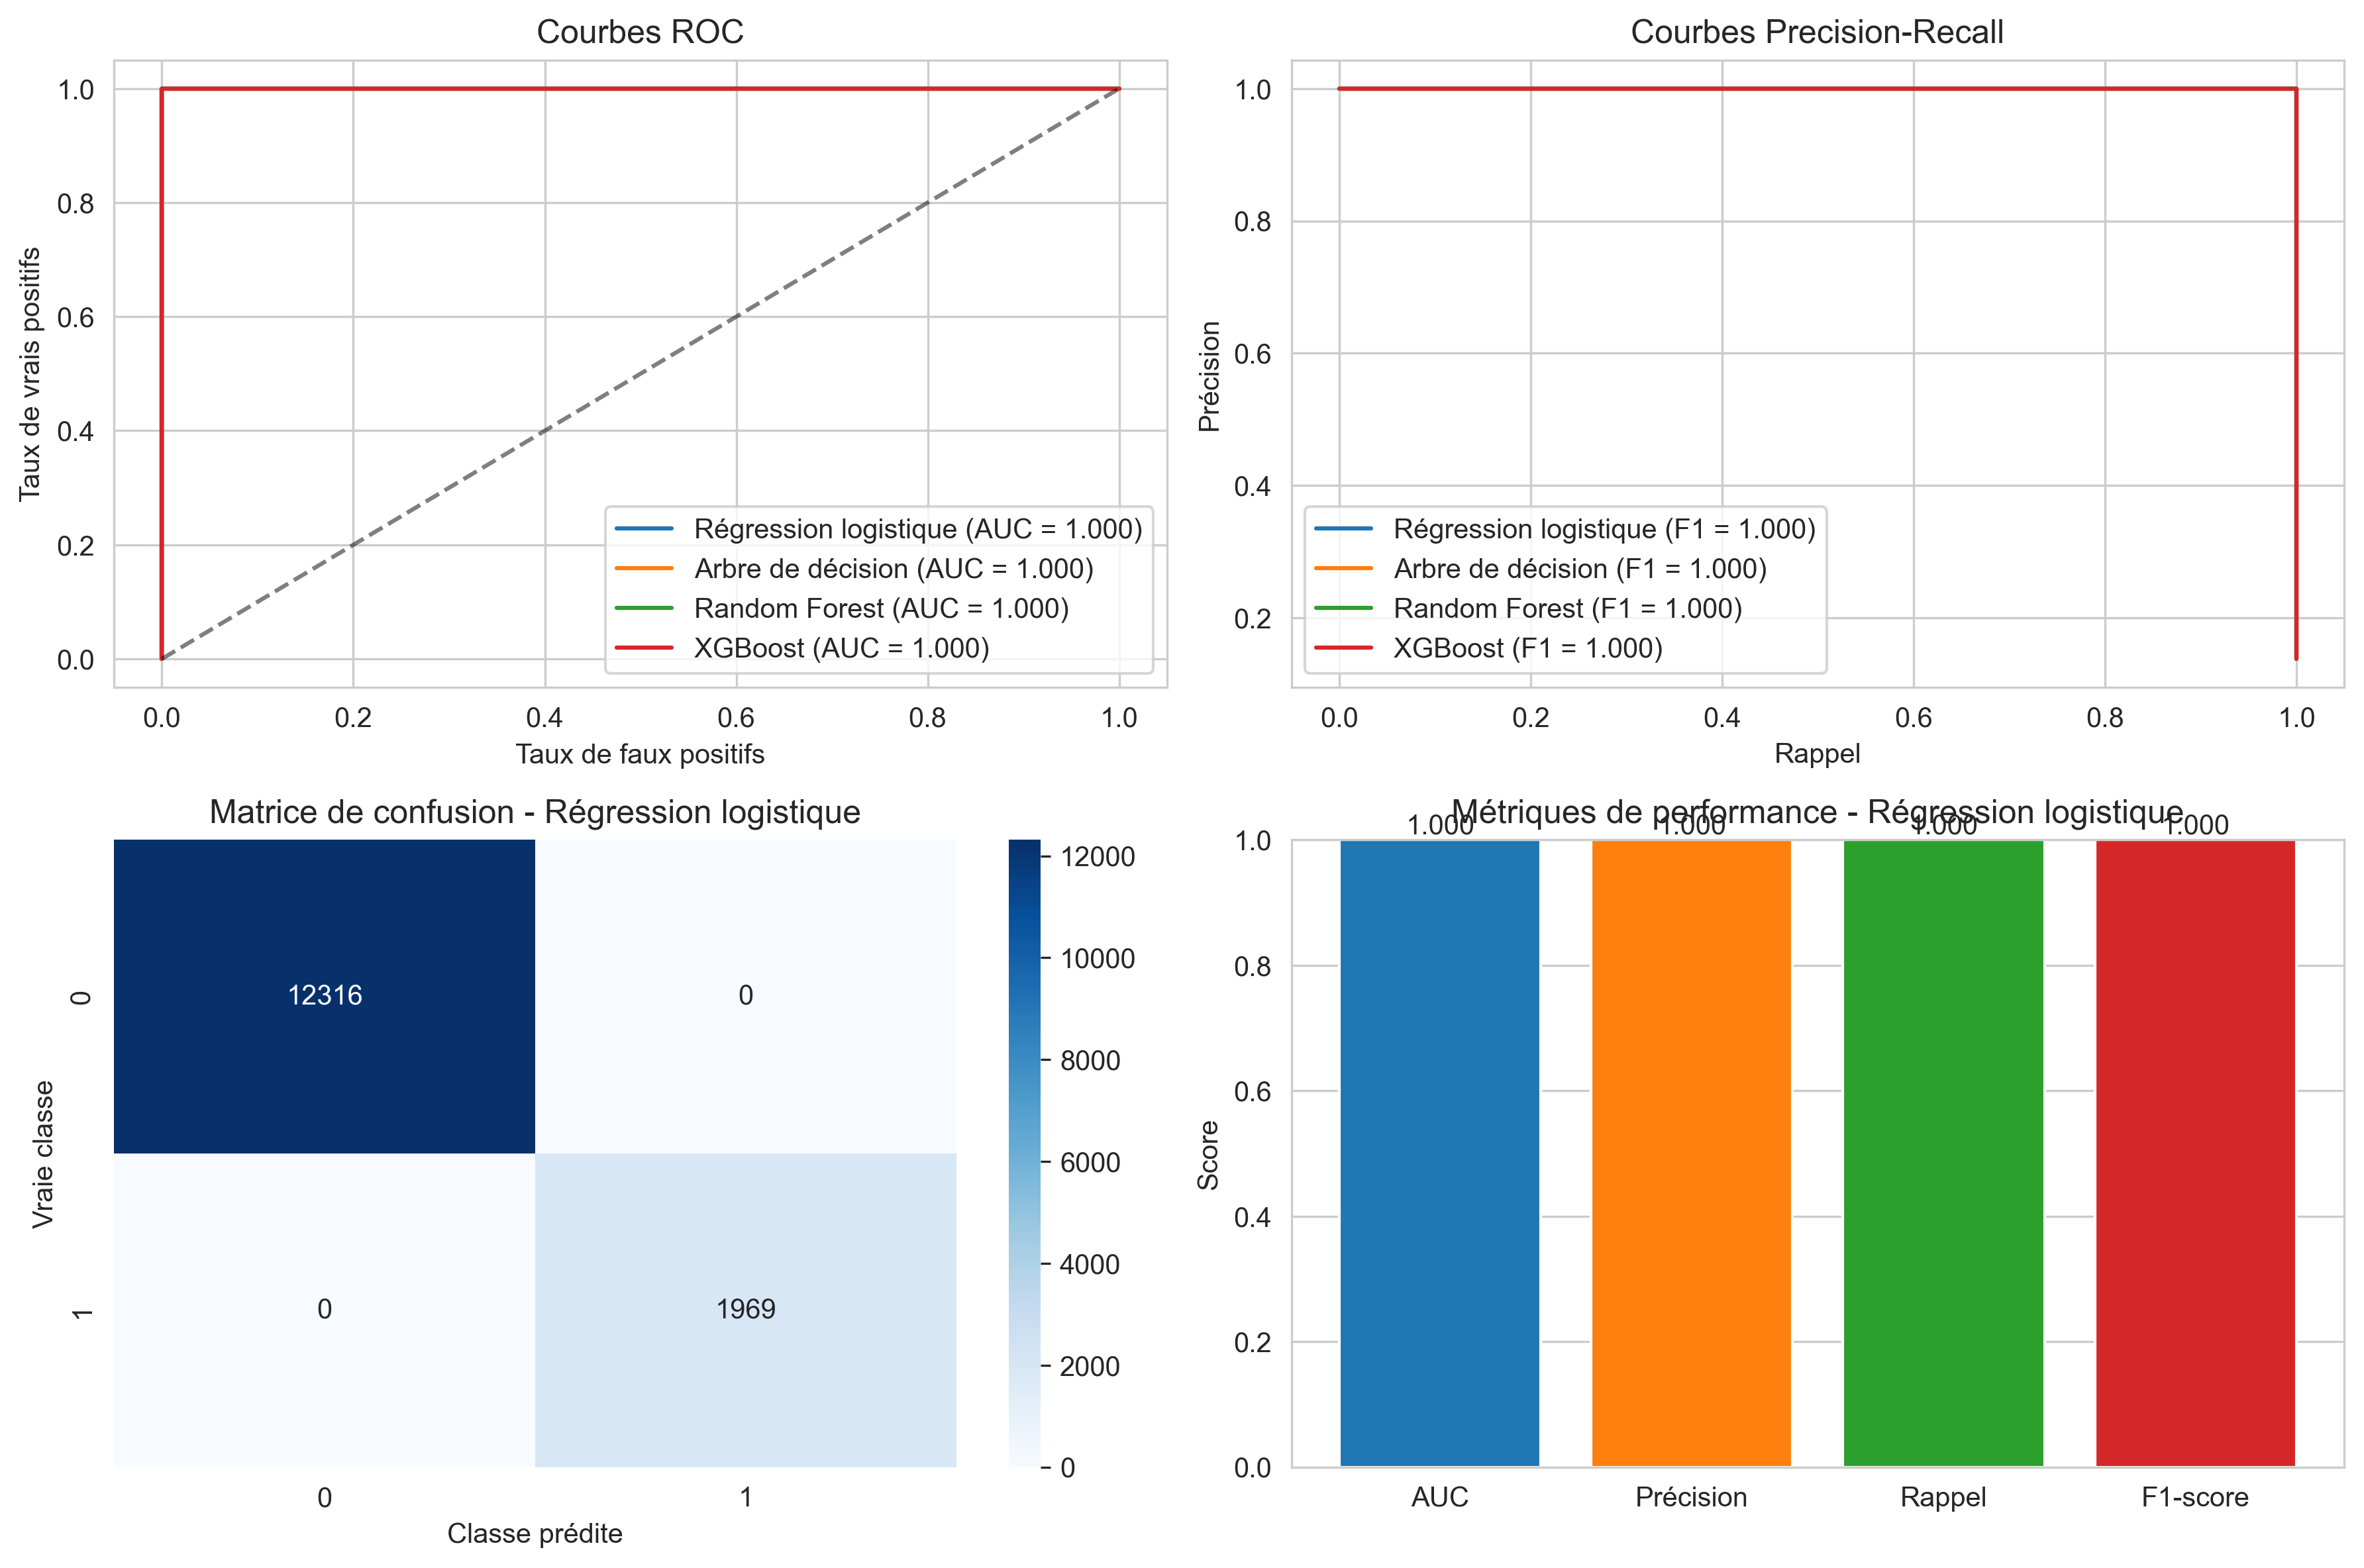 Courbes ROC
Taux de vrais positifs
1.0
0.8
0.6
0.4
0.2
0.0
Régression logistique (AUC = 1.000)
Arbre de décision (AUC = 1.000)
Random Forest (AUC = 1.000)
XGBoost (AUC = 1.000)
0.0 0.2 0.4 0.6 0.8 1.0
Taux de faux positifs
Courbes Precision-Recall
Précision
1.0
0.8
0.6
0.4
0.2
Régression logistique (F1 = 1.000)
Arbre de décision (F1 = 1.000)
Random Forest (F1 = 1.000)
XGBoost (F1 = 1.000)
0.0 0.2 0.4 0.6 0.8 1.0
Rappel
Matrice de confusion - Régression logistique
Vraie classe
0
1
12316 0
0 1969
0 1
Classe prédite
12000
10000
8000
6000
4000
2000
0
Métriques de performance - Régression logistique
1.000 1.000 1.000 1.000
Score
1.0
0.8
0.6
0.4
0.2
0.0
AUC Précision Rappel F1-score